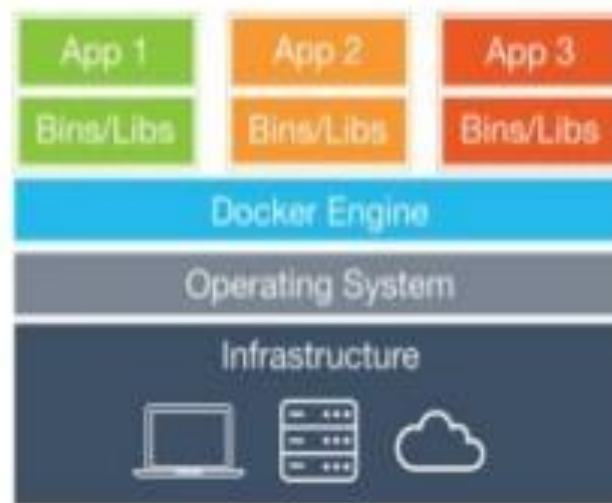 App 1 App 2 App 3
Bins/Libs Bins/Libs Bins/Libs
Docker Engine
Operating System
Infrastructure